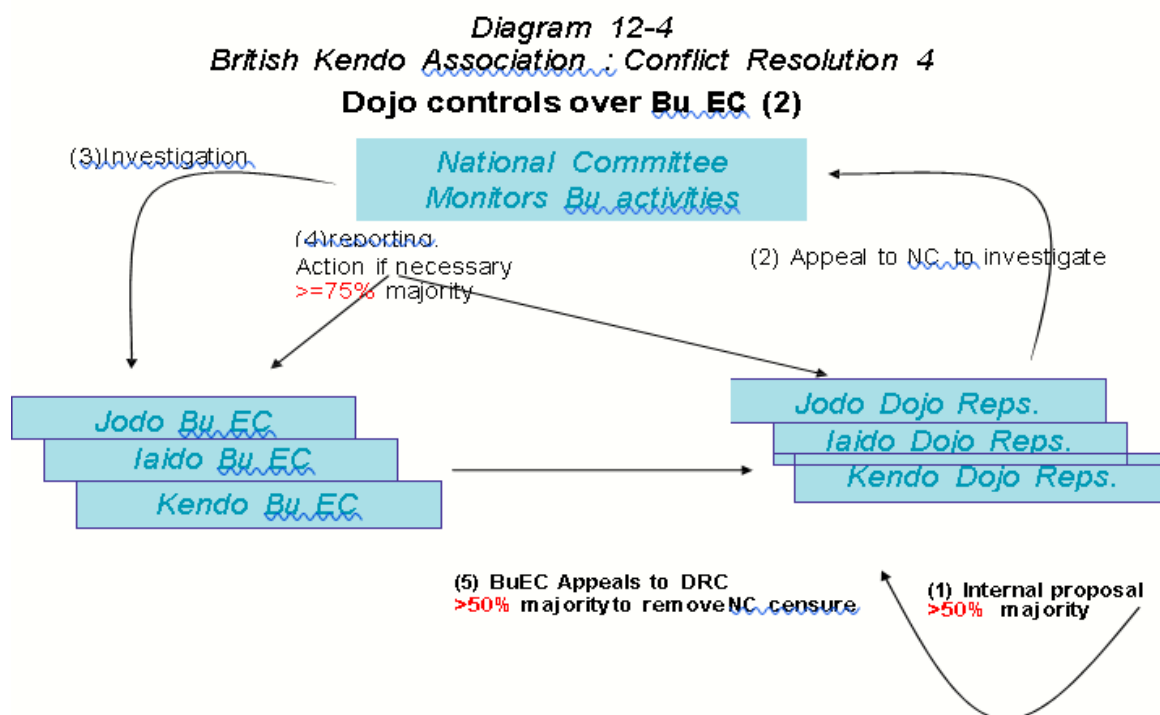 Diagram 12-4
British Kendo Association : Conflict Resolution 4
Dojo controls over Bu EC (2)
(3)Investigation
National Committee
Monitors Bu activities
(4)reporting.
Action if necessary
>=75% majority
(2) Appeal to NC to investigate
Jodo Bu EC
Iaido Bu EC
Kendo Bu EC
Jodo Dojo Reps.
Iaido Dojo Reps.
Kendo Dojo Reps.
(5) BuEC Appeals to DRC
>50% majority to remove NC censure
(1) Internal proposal
>50% majority